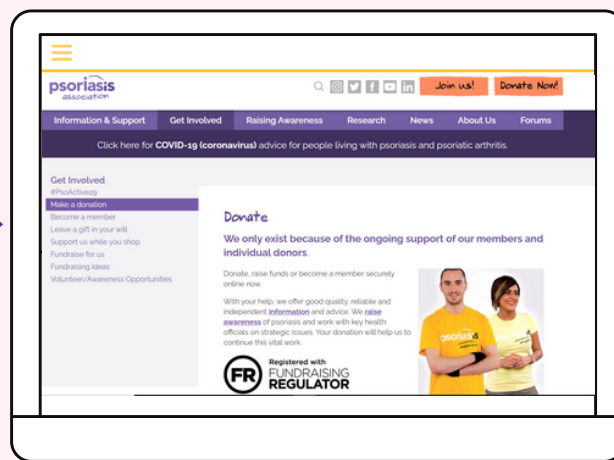 psoriasis
association
Join us!
Donate Now!
Information & Support
Get Involved
Raising Awareness
Research
News
About Us
Forums
Click here for COVID-19 (coronavirus) advice for people living with psoriasis and psoriatic arthritis.
Get Involved
#PsoActive29
Make a donation
Become a member
Leave a gift in your will
Support us while you shop
Fundraise for us
Fundraising ideas
Volunteer/Awareness Opportunities
Donate
We only exist because of the ongoing support of our members and
individual donors.
Donate, raise funds or become a member securely
online now.
With your help, we offer good quality, reliable and
independent information and advice. We raise
awareness of psoriasis and work with key health
officials on strategic issues. Your donation will help us to
continue this vital work.
FR
Registered with
FUNDRAISING
REGULATOR
psoriasis